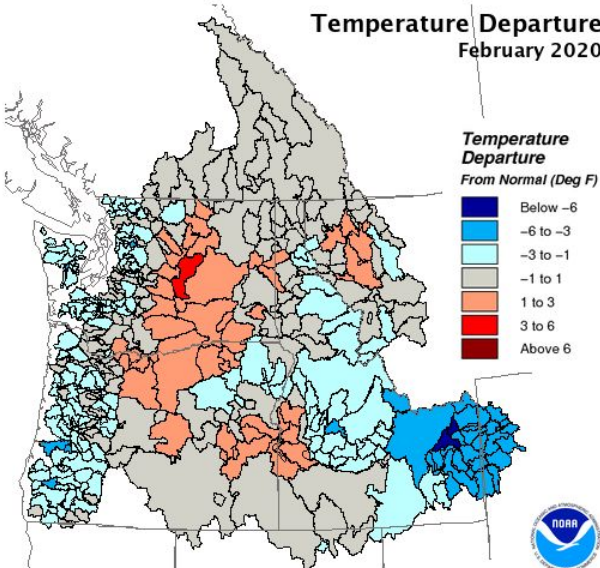 Temperature Departure
February 2020
Temperature
Departure
From Normal (Deg F)
Below −6
−6 to −3
−3 to −1
−1 to 1
1 to 3
3 to 6
Above 6
NOAA